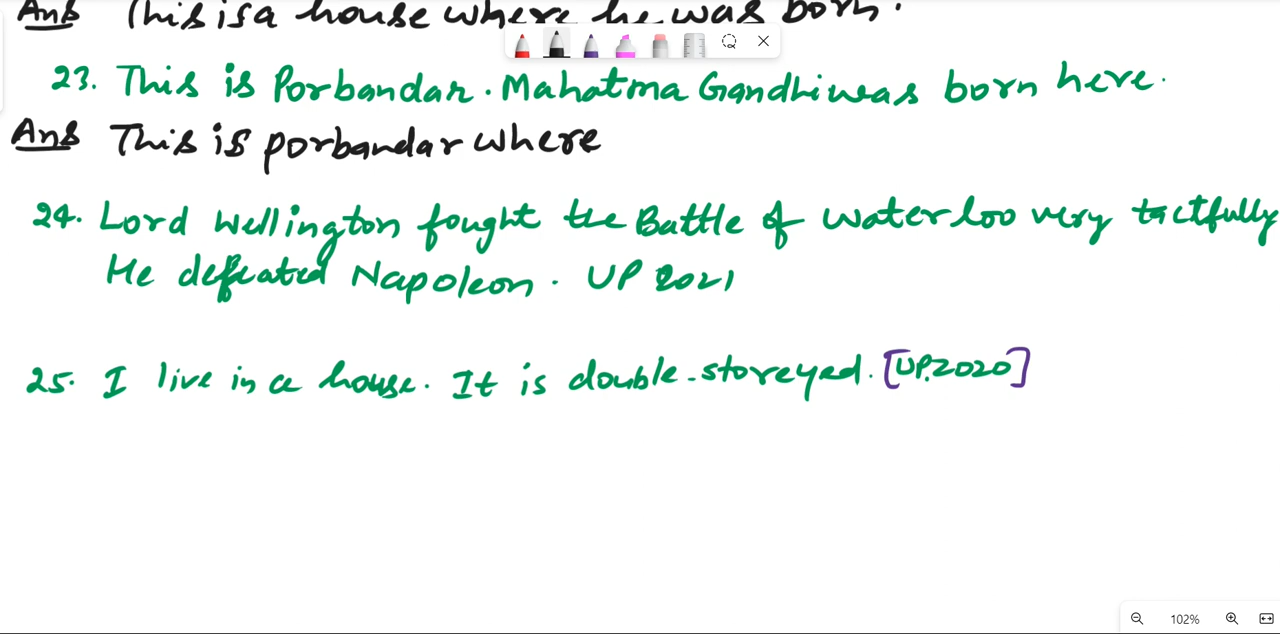 Ans This is a house where he was born.
23. This is Porbandar. Mahatma Gandhi was born here.
Ans This is porbandar where
24. Lord Wellington fought the Battle of Waterloo very tactfully
He defeated Napoleon. UP 2021
25. I live in a house. It is double-storeyed. [UP.2020]
102%